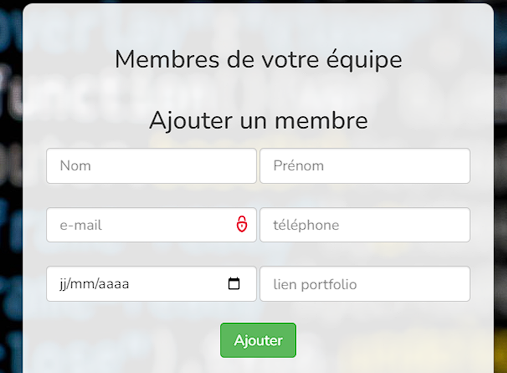 Membres de votre équipe
Ajouter un membre
Nom
Prénom
e-mail
téléphone
jj/mm/aaaa
lien portfolio
Ajouter